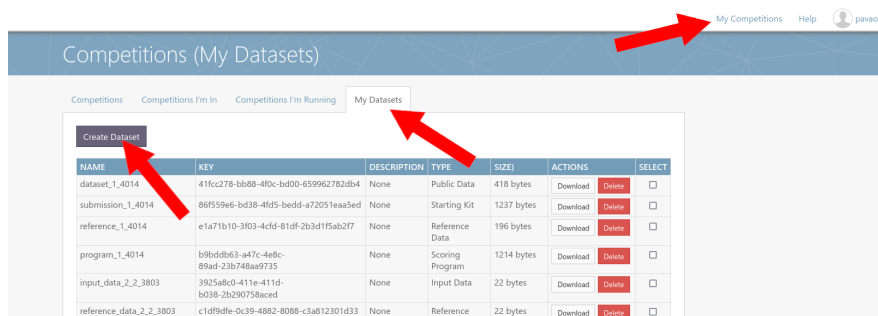 My Competitions Help pavao
Competitions (My Datasets)
Competitions Competitions I'm In Competitions I'm Running My Datasets
Create Dataset
NAME KEY DESCRIPTION TYPE SIZE) ACTIONS SELECT
dataset_1_4014 41fcc278-bb88-4f0c-bd00-659962782db4 None Public Data 418 bytes Download Delete
submission_1_4014 86f559e6-bd38-4fd5-bedd-a72051eaa5ed None Starting Kit 1237 bytes Download Delete
reference_1_4014 e1a71b10-3f03-4cfd-81df-2b3d1f5ab2f7 None Reference 196 bytes Download Delete
Data
program_1_4014 b9bddb63-a47c-4e8c- None Scoring 1214 bytes Download Delete
89ad-23b748aa9735 Program
input_data_2_2_3803 3925a8c0-411e-411d- None Input Data 22 bytes Download Delete
b038-2b290758aced
reference_data_2_2_3803 c1df9dfe-0c39-4882-8088-c3a812301d33 None Reference 22 bytes Download Delete